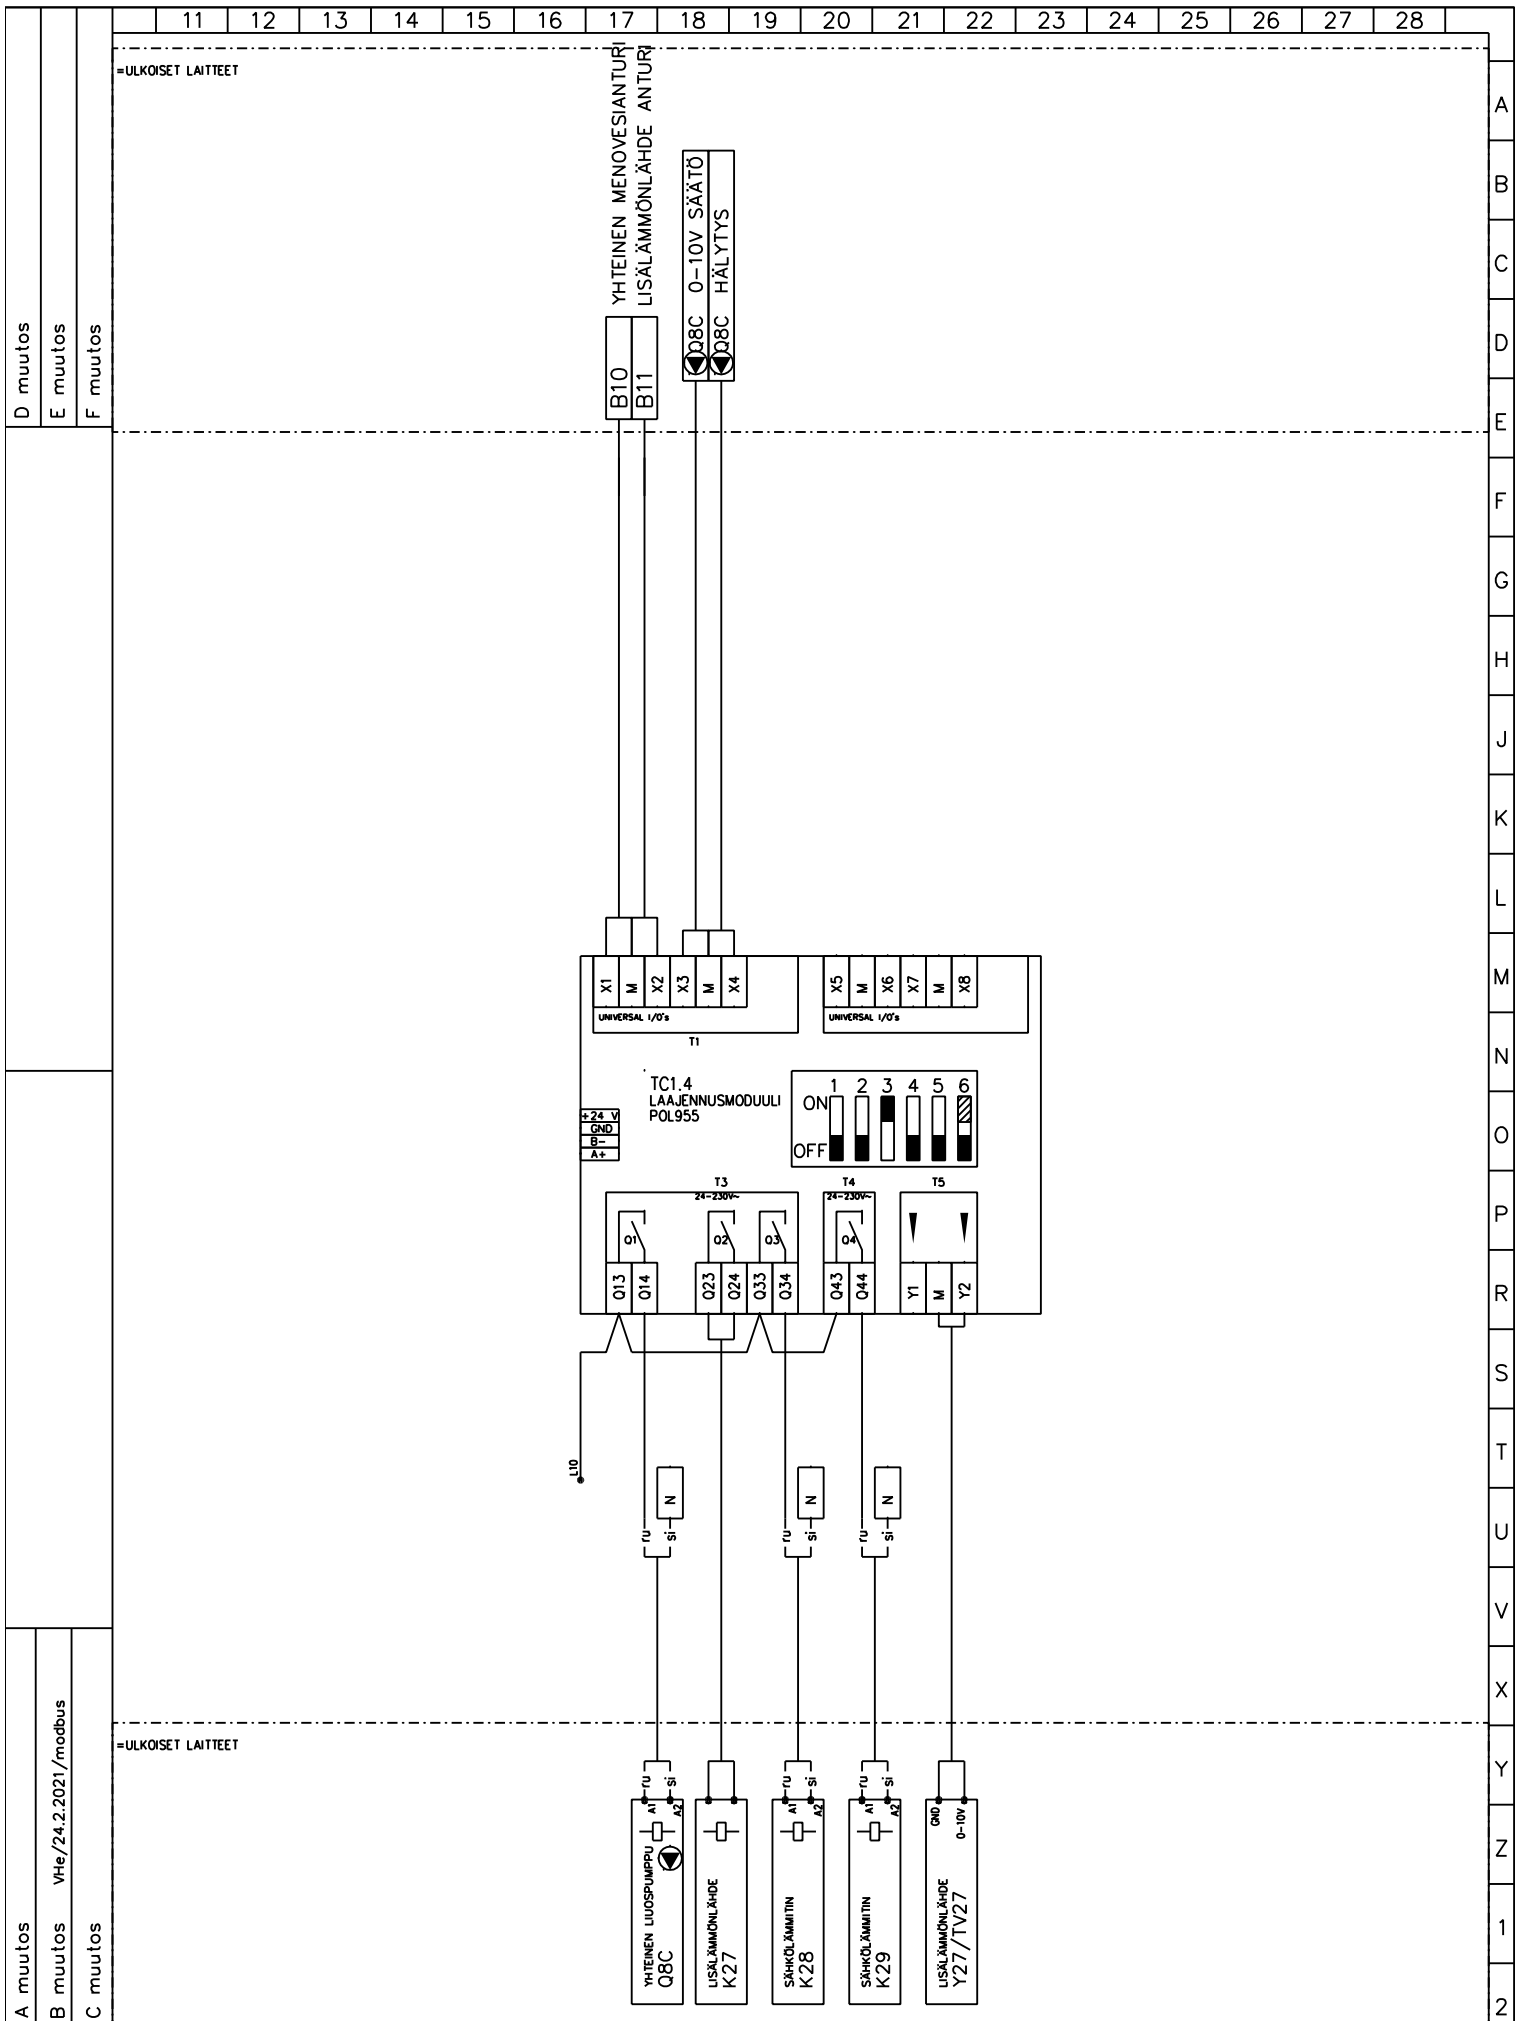 11 12 13 14 15 16 17 18 19 20 21 22 23 24 25 26 27 28
=ULKOISET LAITTEET
YHTEINEN MENOVESIANTURI
LISÄLÄMMÖNLÄHDE ANTURI
Q8C 0-10V SÄÄTÖ
Q8C HÄLYTYS
B10
B11
D muutos
E muutos
F muutos
A
B
C
D
E
F
G
H
J
K
L
M
N
O
P
R
S
T
U
V
X
Y
Z
1
2
X1 M X2 X3 M X4
UNIVERSAL I/O's
T1
X5 M X6 X7 M X8
UNIVERSAL I/O's
TC1.4
LAAJENNUSMODUULI
POL955
+24 V
GND
B-
A+
1 2 3 4 5 6
ON
OFF
T3
24-230V~
T4
24-230V~
T5
Q1 Q2 Q3 Q4
Q13 Q14 Q23 Q24 Q33 Q34 Q43 Q44 Y1 M Y2
L10
N N N
ru si ru si ru si
=ULKOISET LAITTEET
ru si ru si ru si
A1 A2
YHTEINEN LIUOSPUMPPU
Q8C
LISÄLÄMMÖNLÄHDE
K27
A1 A2
SÄHKÖLÄMMITIN
K28
A1 A2
SÄHKÖLÄMMITIN
K29
GND
0-10V
LISÄLÄMMÖNLÄHDE
Y27/TV27
A muutos
B muutos VHe/24.2.2021/modbus
C muutos